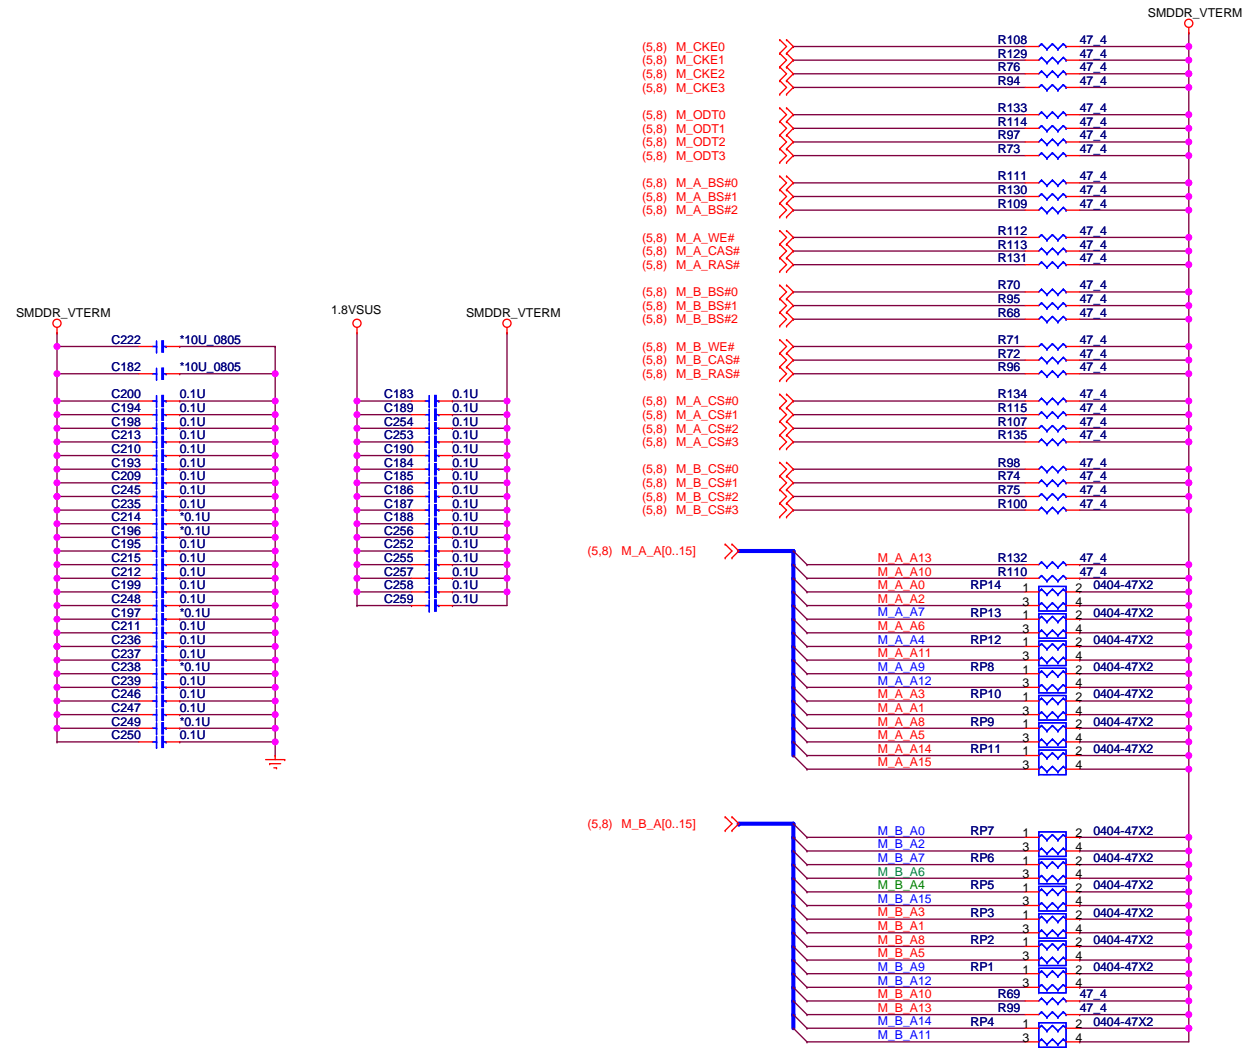 SMDDR_VTERM
(5,8) M_CKE0 R108 47_4
(5,8) M_CKE1 R129 47_4
(5,8) M_CKE2 R76 47_4
(5,8) M_CKE3 R94 47_4
(5,8) M_ODT0 R133 47_4
(5,8) M_ODT1 R114 47_4
(5,8) M_ODT2 R97 47_4
(5,8) M_ODT3 R73 47_4
(5,8) M_A_BS#0 R111 47_4
(5,8) M_A_BS#1 R130 47_4
(5,8) M_A_BS#2 R109 47_4
(5,8) M_A_WE# R112 47_4
(5,8) M_A_CAS# R113 47_4
(5,8) M_A_RAS# R131 47_4
(5,8) M_B_BS#0 R70 47_4
(5,8) M_B_BS#1 R95 47_4
(5,8) M_B_BS#2 R68 47_4
(5,8) M_B_WE# R71 47_4
(5,8) M_B_CAS# R72 47_4
(5,8) M_B_RAS# R96 47_4
(5,8) M_A_CS#0 R134 47_4
(5,8) M_A_CS#1 R115 47_4
(5,8) M_A_CS#2 R107 47_4
(5,8) M_A_CS#3 R135 47_4
(5,8) M_B_CS#0 R98 47_4
(5,8) M_B_CS#1 R74 47_4
(5,8) M_B_CS#2 R75 47_4
(5,8) M_B_CS#3 R100 47_4
SMDDR_VTERM
C222 *10U_0805
C182 *10U_0805
C200 0.1U
C194 0.1U
C198 0.1U
C213 0.1U
C210 0.1U
C193 0.1U
C209 0.1U
C245 0.1U
C235 0.1U
C214 *0.1U
C196 *0.1U
C195 0.1U
C215 0.1U
C212 0.1U
C199 0.1U
C248 0.1U
C197 *0.1U
C211 0.1U
C236 0.1U
C237 0.1U
C238 *0.1U
C239 0.1U
C246 0.1U
C247 0.1U
C249 *0.1U
C250 0.1U
1.8VSUS SMDDR_VTERM
C183 0.1U
C189 0.1U
C254 0.1U
C253 0.1U
C190 0.1U
C184 0.1U
C185 0.1U
C186 0.1U
C187 0.1U
C188 0.1U
C256 0.1U
C252 0.1U
C255 0.1U
C257 0.1U
C258 0.1U
C259 0.1U
(5,8) M_A_A[0..15]
M_A_A13 R132 47_4
M_A_A10 R110 47_4
M_A_A0 RP14 1 2 0404-47X2
M_A_A2 3 4
M_A_A7 RP13 1 2 0404-47X2
M_A_A6 3 4
M_A_A4 RP12 1 2 0404-47X2
M_A_A11 3 4
M_A_A9 RP8 1 2 0404-47X2
M_A_A12 3 4
M_A_A3 RP10 1 2 0404-47X2
M_A_A1 3 4
M_A_A8 RP9 1 2 0404-47X2
M_A_A5 3 4
M_A_A14 RP11 1 2 0404-47X2
M_A_A15 3 4
(5,8) M_B_A[0..15]
M_B_A0 RP7 1 2 0404-47X2
M_B_A2 3 4
M_B_A7 RP6 1 2 0404-47X2
M_B_A6 3 4
M_B_A4 RP5 1 2 0404-47X2
M_B_A15 3 4
M_B_A3 RP3 1 2 0404-47X2
M_B_A1 3 4
M_B_A8 RP2 1 2 0404-47X2
M_B_A5 3 4
M_B_A9 RP1 1 2 0404-47X2
M_B_A12 3 4
M_B_A10 R69 47_4
M_B_A13 R99 47_4
M_B_A14 RP4 1 2 0404-47X2
M_B_A11 3 4